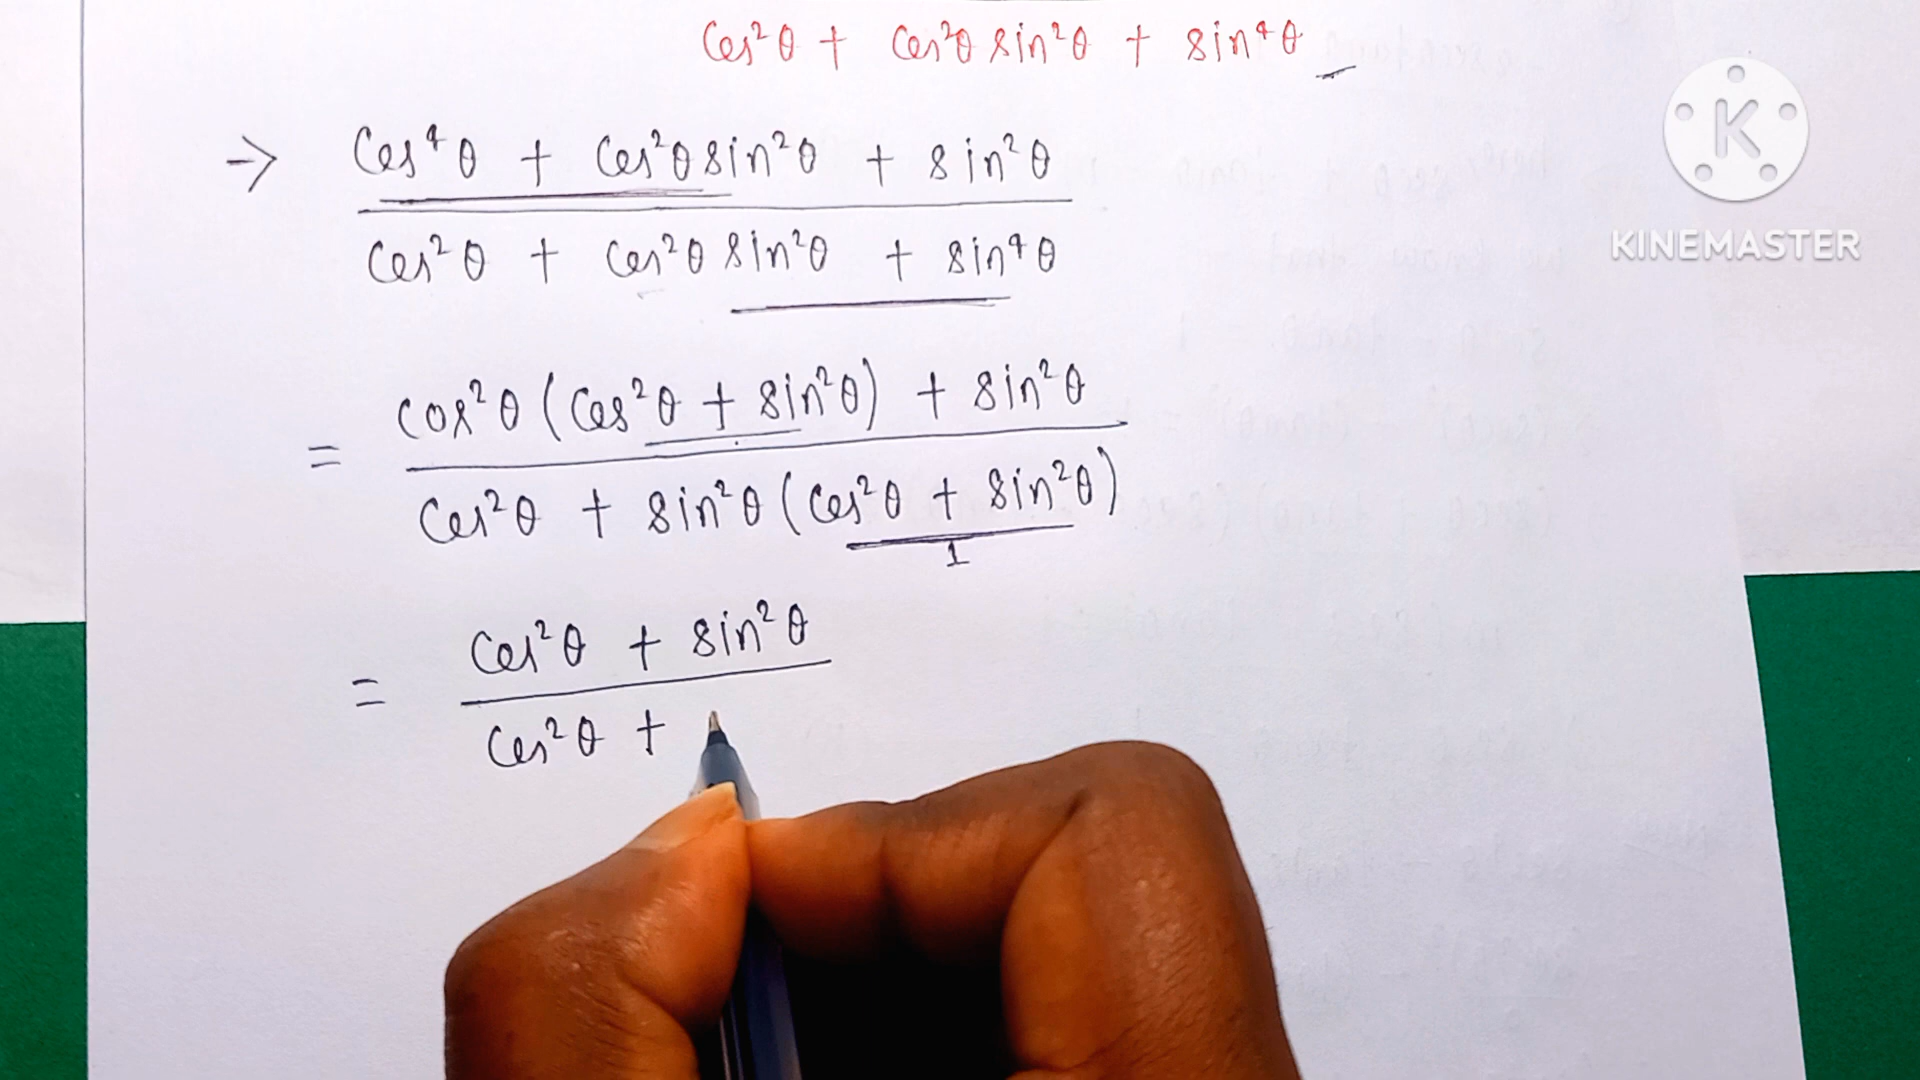 cos²θ + cos²θ sin²θ + sin⁴θ
→ cos⁴θ + cos²θ sin²θ + sin²θ
cos²θ + cos²θ sin²θ + sin⁴θ
K
KINEMASTER
= cos²θ (cos²θ + sin²θ) + sin²θ
cos²θ + sin²θ (cos²θ + sin²θ)
1
= cos²θ + sin²θ
cos²θ +